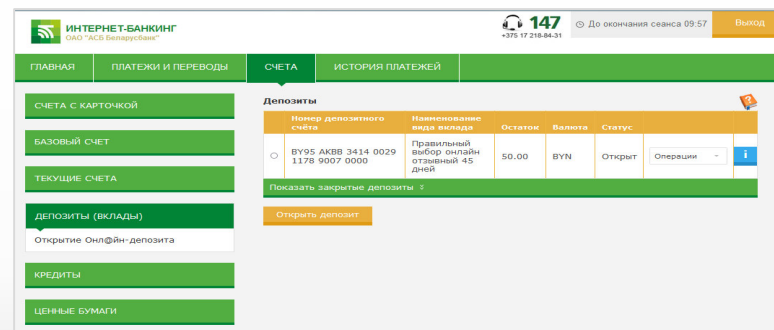 ИНТЕРНЕТ-БАНКИНГ
ОАО "АСБ Беларусбанк"
147
+375 17 218-84-31
До окончания сеанса 09:57
Выход
ГЛАВНАЯ
ПЛАТЕЖИ И ПЕРЕВОДЫ
СЧЕТА
ИСТОРИЯ ПЛАТЕЖЕЙ
СЧЕТА С КАРТОЧКОЙ
БАЗОВЫЙ СЧЕТ
ТЕКУЩИЕ СЧЕТА
ДЕПОЗИТЫ (ВКЛАДЫ)
Открытие Онл@йн-депозита
КРЕДИТЫ
ЦЕННЫЕ БУМАГИ
Депозиты
Номер депозитного
счёта
Наименование
вида вклада
Остаток
Валюта
Статус
BY95 AKBB 3414 0029
1178 9007 0000
Правильный
выбор онлайн
отзывный 45
дней
50.00
BYN
Открыт
Операции
i
Показать закрытые депозиты
Открыть депозит